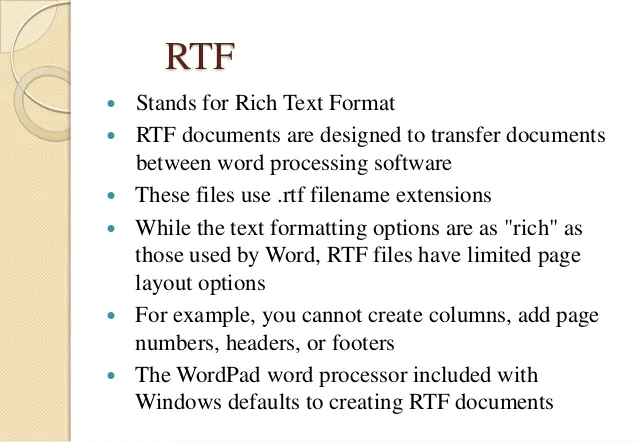 RTF
• Stands for Rich Text Format
• RTF documents are designed to transfer documents
between word processing software
• These files use .rtf filename extensions
• While the text formatting options are as "rich" as
those used by Word, RTF files have limited page
layout options
• For example, you cannot create columns, add page
numbers, headers, or footers
• The WordPad word processor included with
Windows defaults to creating RTF documents